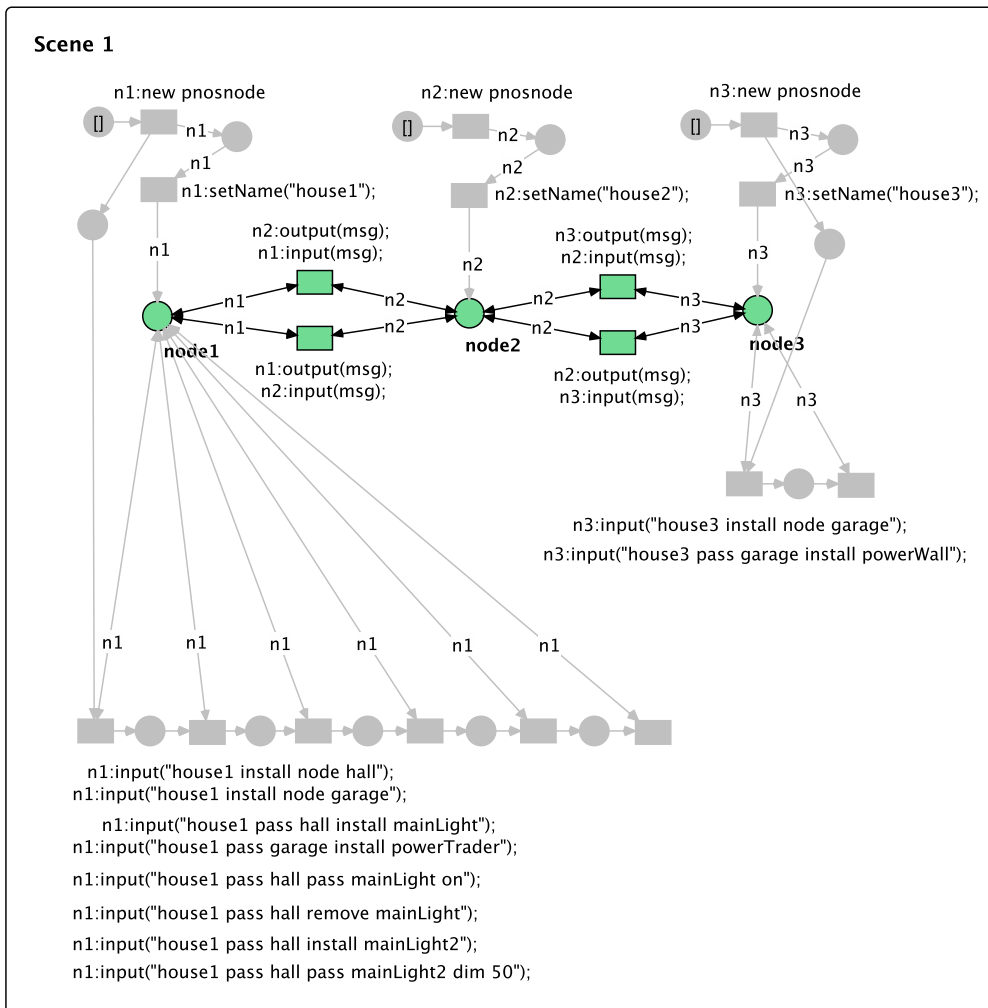 Scene 1
n1:new pnosnode
n2:new pnosnode
n3:new pnosnode
[]
[]
[]
n1
n2
n3
n1
n2
n3
n1:setName("house1");
n2:setName("house2");
n3:setName("house3");
n1
n2
n3
n2:output(msg);
n1:input(msg);
n3:output(msg);
n2:input(msg);
n1
n2
n2
n3
n1
n2
n2
n3
node1
node2
node3
n1:output(msg);
n2:input(msg);
n2:output(msg);
n3:input(msg);
n3
n3
n3:input("house3 install node garage");
n3:input("house3 pass garage install powerWall");
n1
n1
n1
n1
n1
n1
n1:input("house1 install node hall");
n1:input("house1 install node garage");
n1:input("house1 pass hall install mainLight");
n1:input("house1 pass garage install powerTrader");
n1:input("house1 pass hall pass mainLight on");
n1:input("house1 pass hall remove mainLight");
n1:input("house1 pass hall install mainLight2");
n1:input("house1 pass hall pass mainLight2 dim 50");